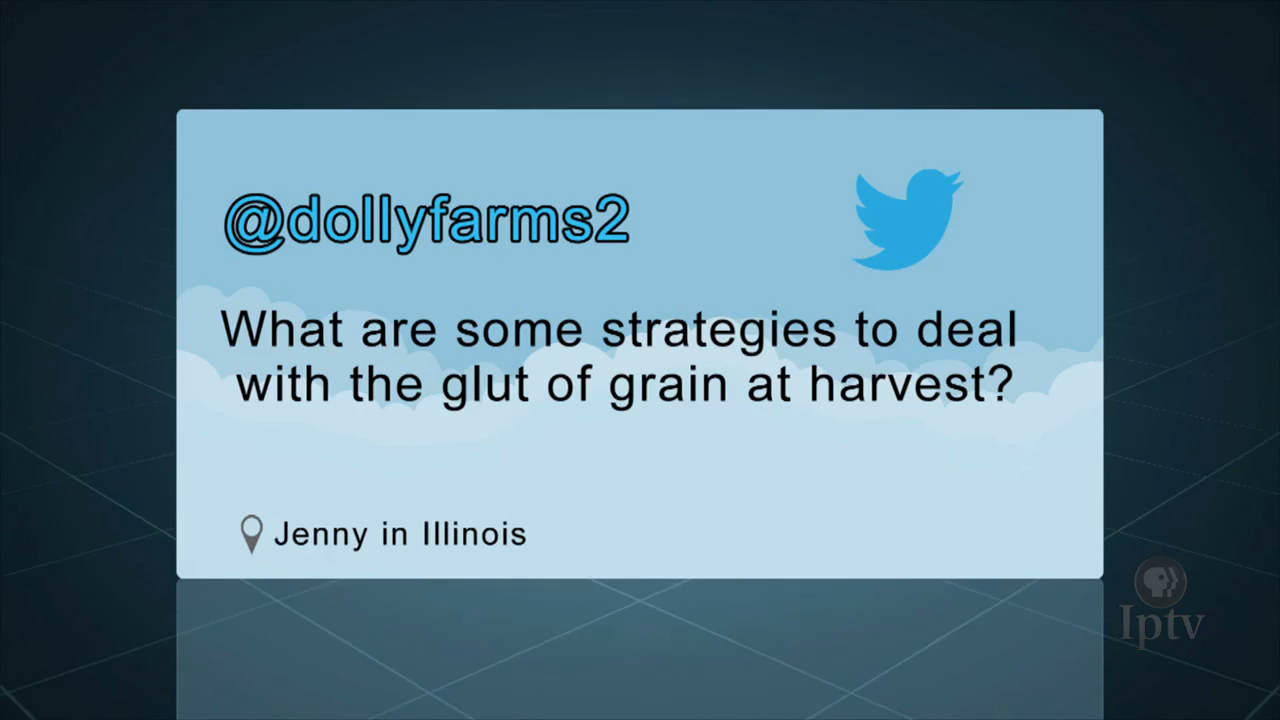 @dollyfarms2
What are some strategies to deal
with the glut of grain at harvest?
Jenny in Illinois
Iptv